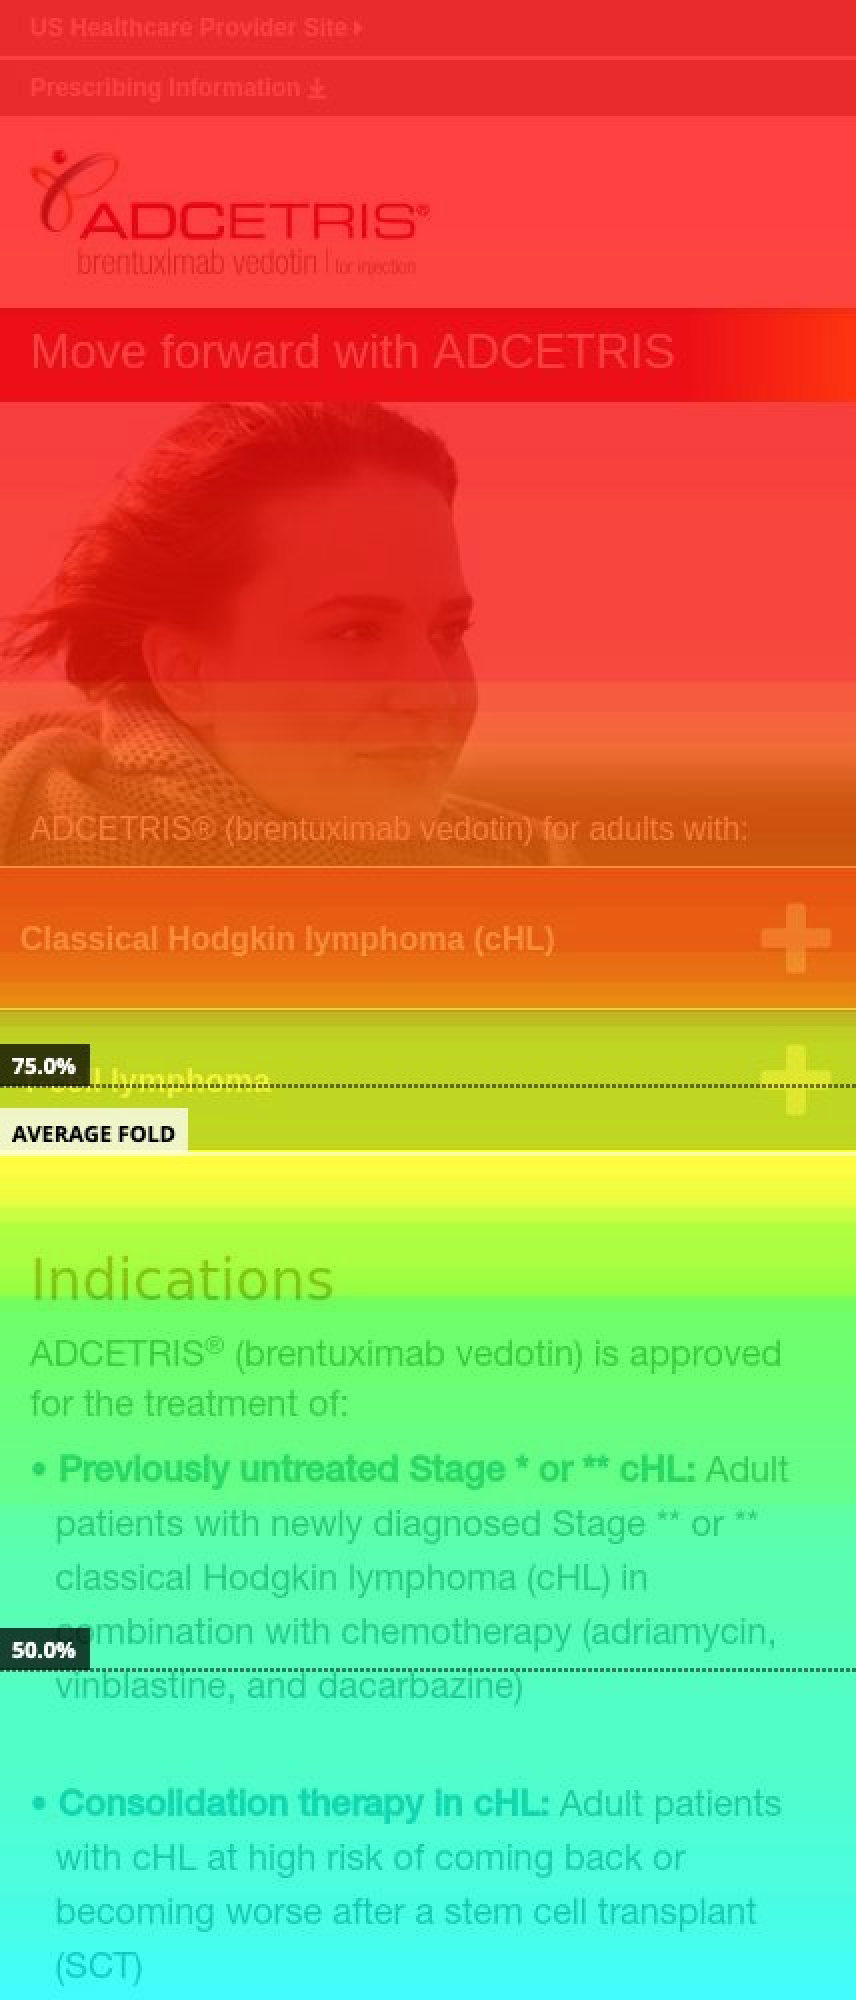 US Healthcare Provider Site
Prescribing Information
ADCETRIS®
brentuximab vedotin | for injection
Move forward with ADCETRIS
ADCETRIS® (brentuximab vedotin) for adults with:
Classical Hodgkin lymphoma (cHL)
75.0%
lymphoma
AVERAGE FOLD
Indications
ADCETRIS® (brentuximab vedotin) is approved
for the treatment of:
• Previously untreated Stage * or ** cHL: Adult
patients with newly diagnosed Stage ** or **
classical Hodgkin lymphoma (cHL) in
combination with chemotherapy (adriamycin,
50.0%
vinblastine, and dacarbazine)
• Consolidation therapy in cHL: Adult patients
with cHL at high risk of coming back or
becoming worse after a stem cell transplant
(SCT)